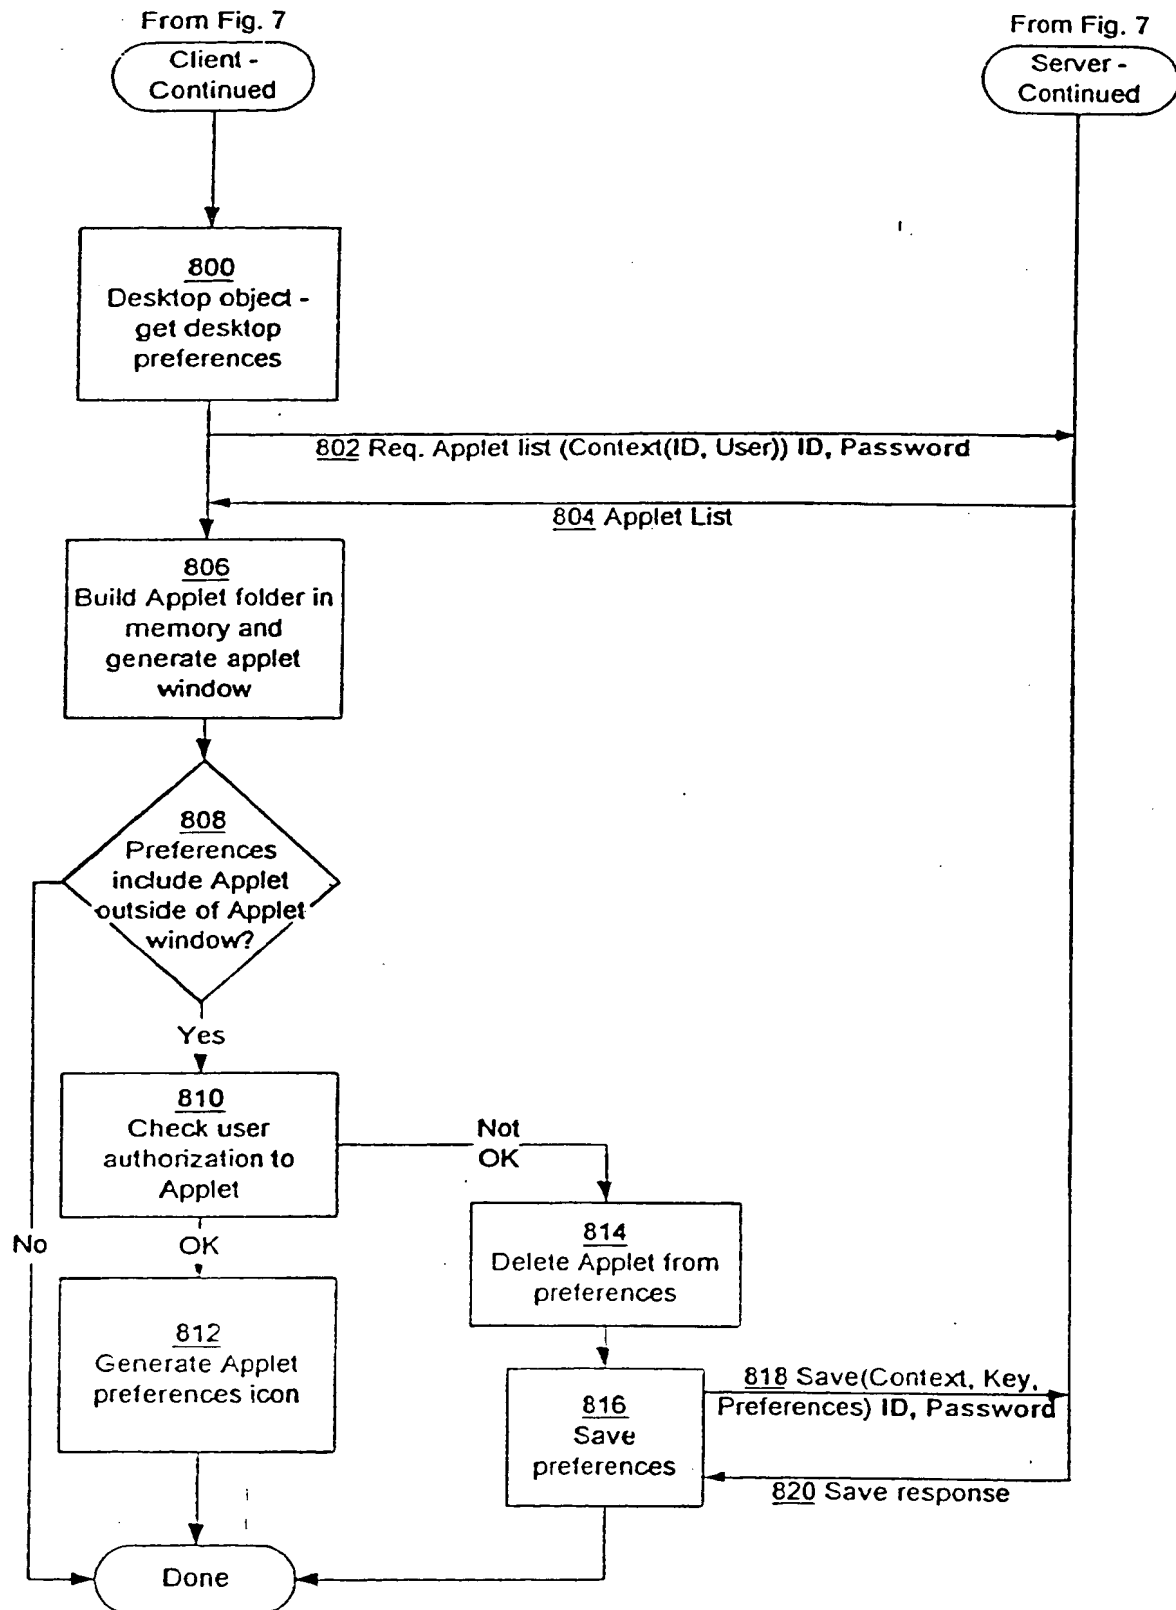 From Fig. 7
Client -
Continued
From Fig. 7
Server -
Continued
800
Desktop object -
get desktop
preferences
802 Req. Applet list (Context(ID, User)) ID, Password
804 Applet List
806
Build Applet folder in
memory and
generate applet
window
808
Preferences
include Applet
outside of Applet
window?
Yes
No
810
Check user
authorization to
Applet
Not
OK
OK
814
Delete Applet from
preferences
812
Generate Applet
preferences icon
816
Save
preferences
818 Save(Context, Key,
Preferences) ID, Password
820 Save response
Done